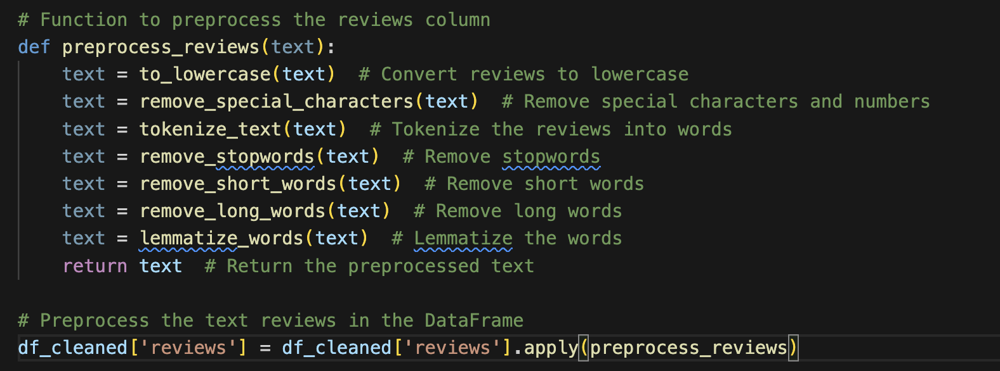 # Function to preprocess the reviews column
def preprocess_reviews(text):
    text = to_lowercase(text)  # Convert reviews to lowercase
    text = remove_special_characters(text)  # Remove special characters and numbers
    text = tokenize_text(text)  # Tokenize the reviews into words
    text = remove_stopwords(text)  # Remove stopwords
    text = remove_short_words(text)  # Remove short words
    text = remove_long_words(text)  # Remove long words
    text = lemmatize_words(text)  # Lemmatize the words
    return text  # Return the preprocessed text

# Preprocess the text reviews in the DataFrame
df_cleaned['reviews'] = df_cleaned['reviews'].apply(preprocess_reviews)